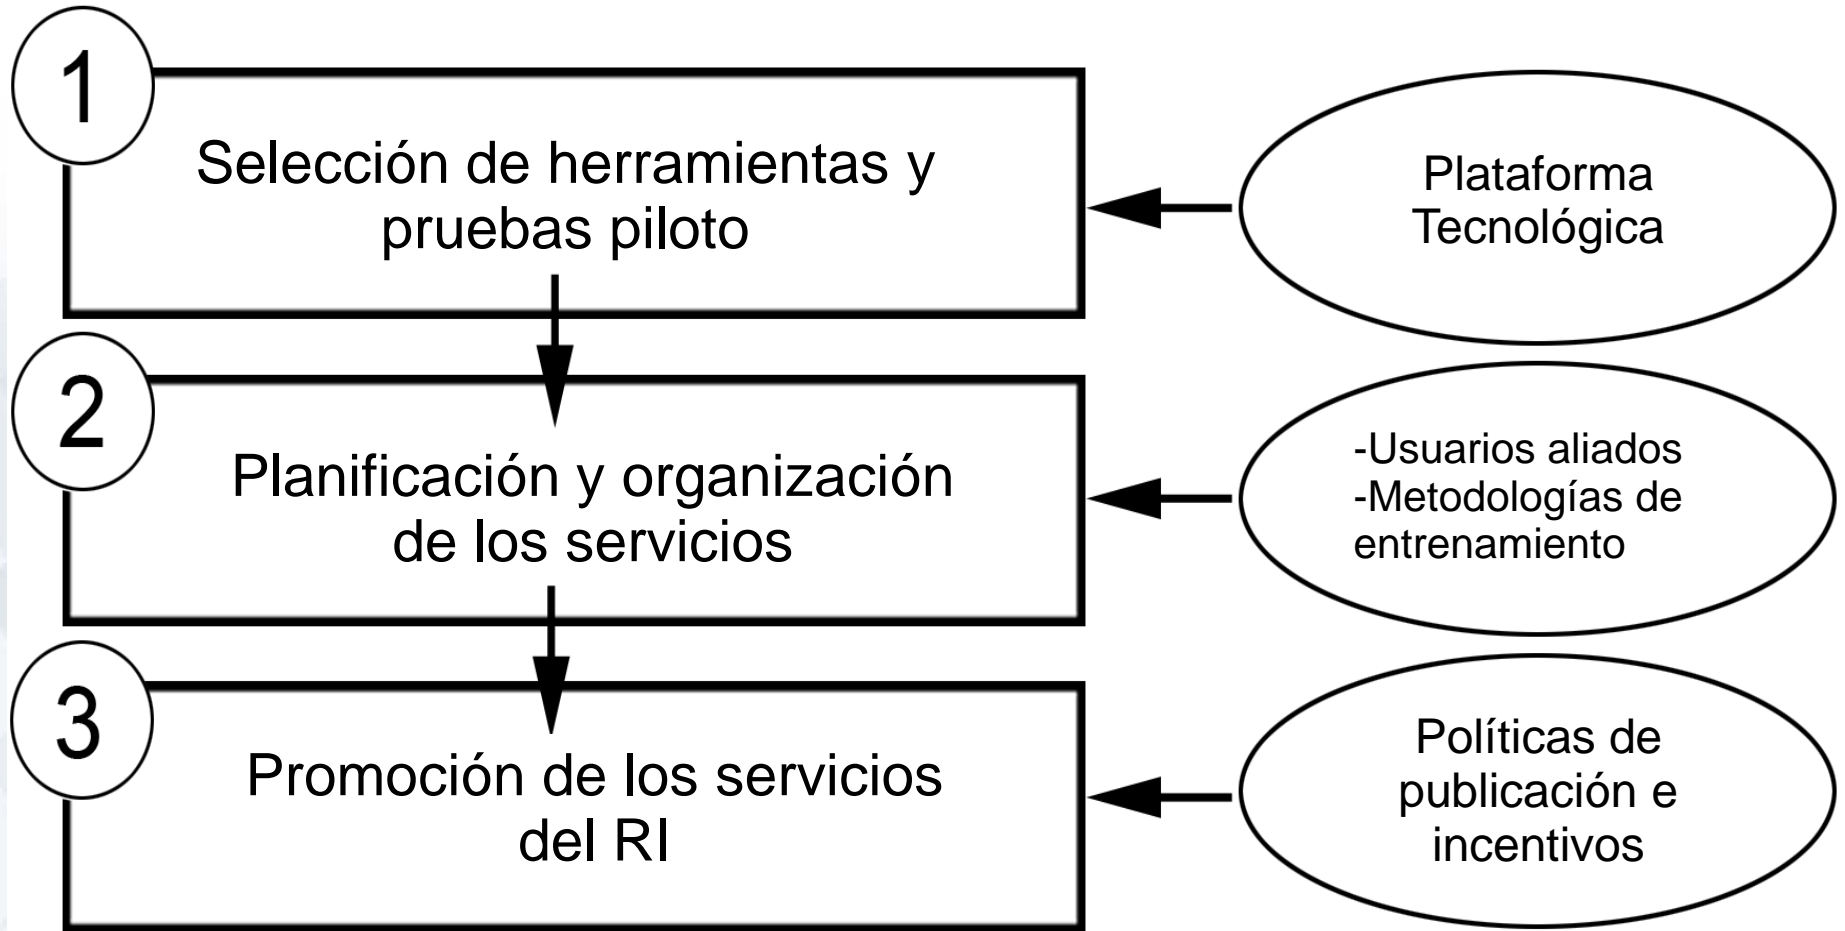 1
Selección de herramientas y
pruebas piloto
Plataforma
Tecnológica
2
Planificación y organización
de los servicios
-Usuarios aliados
-Metodologías de
entrenamiento
3
Promoción de los servicios
del RI
Políticas de
publicación e
incentivos